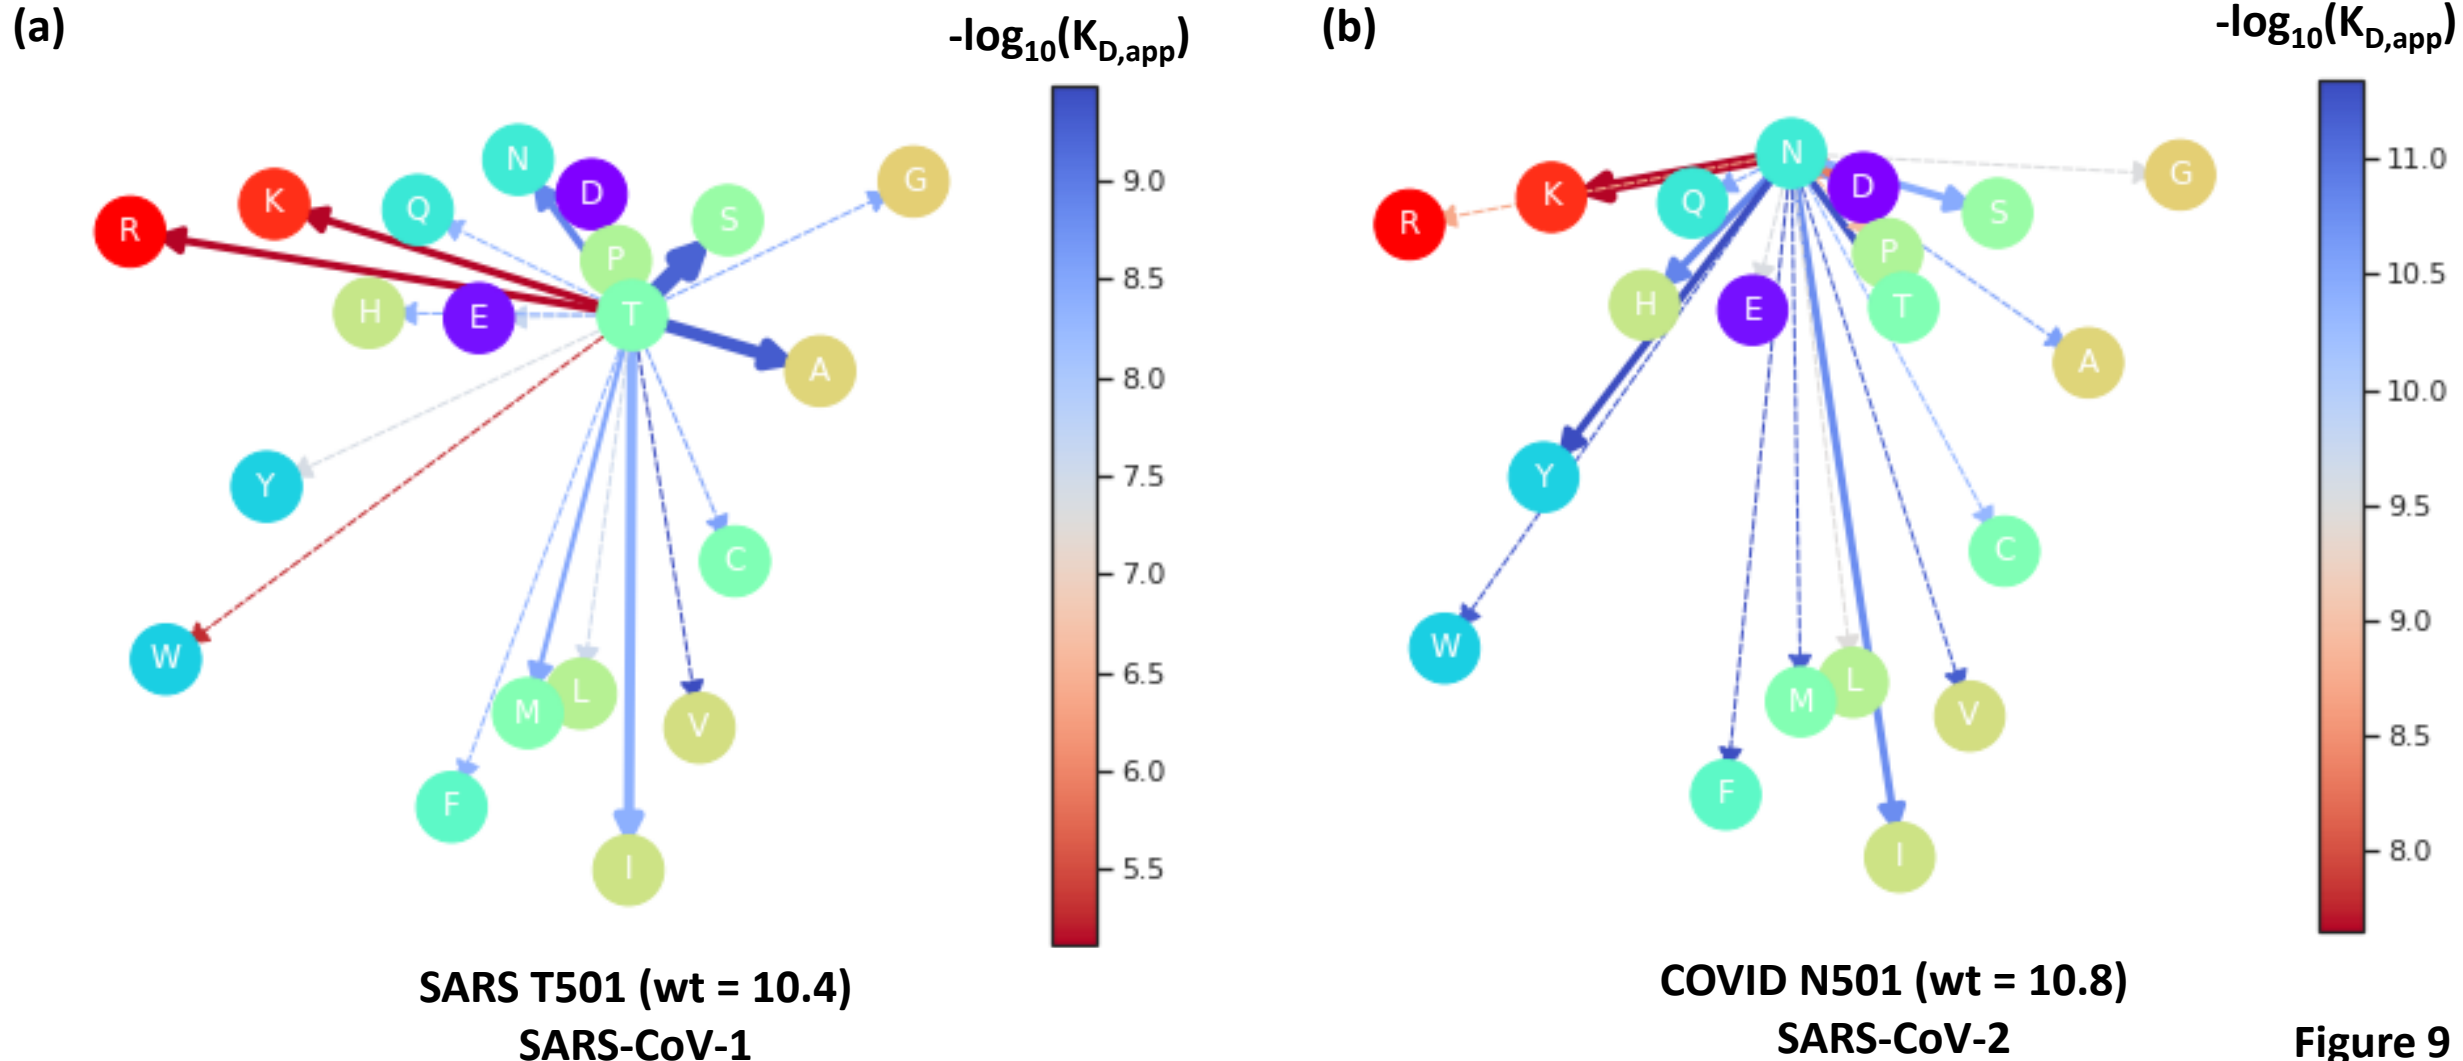 (a)
-log10(KD,app)
N
D
K
Q
G
S
R
P
H
E
T
A
Y
C
W
M
L
V
F
I
9.0
8.5
8.0
7.5
7.0
6.5
6.0
5.5
SARS T501 (wt = 10.4)
SARS-CoV-1
(b)
-log10(KD,app)
N
D
G
K
Q
S
R
P
H
E
T
A
Y
C
W
M
L
V
F
I
11.0
10.5
10.0
9.5
9.0
8.5
8.0
COVID N501 (wt = 10.8)
SARS-CoV-2
Figure 9